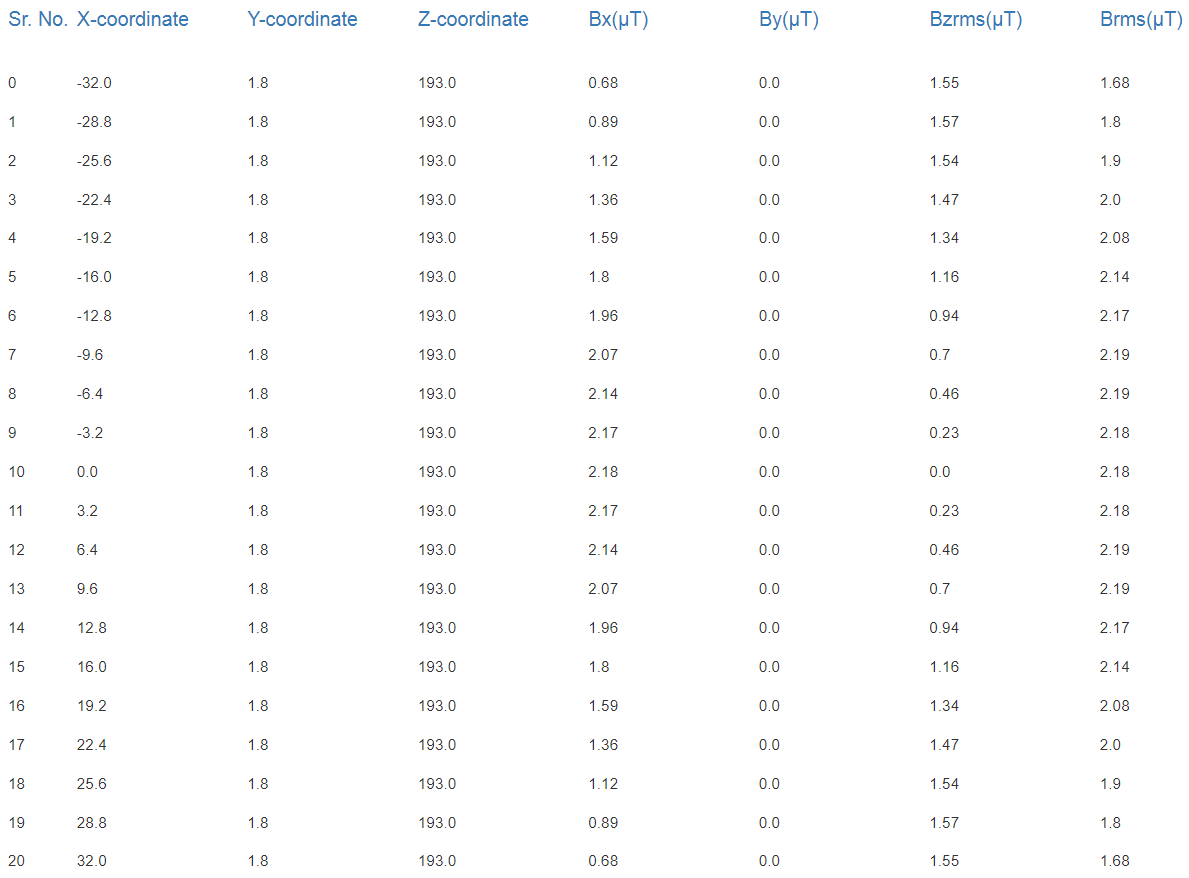 Sr. No. X-coordinate Y-coordinate Z-coordinate Bx(µT) By(µT) Bzrms(µT) Brms(µT)
0 -32.0 1.8 193.0 0.68 0.0 1.55 1.68
1 -28.8 1.8 193.0 0.89 0.0 1.57 1.8
2 -25.6 1.8 193.0 1.12 0.0 1.54 1.9
3 -22.4 1.8 193.0 1.36 0.0 1.47 2.0
4 -19.2 1.8 193.0 1.59 0.0 1.34 2.08
5 -16.0 1.8 193.0 1.8 0.0 1.16 2.14
6 -12.8 1.8 193.0 1.96 0.0 0.94 2.17
7 -9.6 1.8 193.0 2.07 0.0 0.7 2.19
8 -6.4 1.8 193.0 2.14 0.0 0.46 2.19
9 -3.2 1.8 193.0 2.17 0.0 0.23 2.18
10 0.0 1.8 193.0 2.18 0.0 0.0 2.18
11 3.2 1.8 193.0 2.17 0.0 0.23 2.18
12 6.4 1.8 193.0 2.14 0.0 0.46 2.19
13 9.6 1.8 193.0 2.07 0.0 0.7 2.19
14 12.8 1.8 193.0 1.96 0.0 0.94 2.17
15 16.0 1.8 193.0 1.8 0.0 1.16 2.14
16 19.2 1.8 193.0 1.59 0.0 1.34 2.08
17 22.4 1.8 193.0 1.36 0.0 1.47 2.0
18 25.6 1.8 193.0 1.12 0.0 1.54 1.9
19 28.8 1.8 193.0 0.89 0.0 1.57 1.8
20 32.0 1.8 193.0 0.68 0.0 1.55 1.68